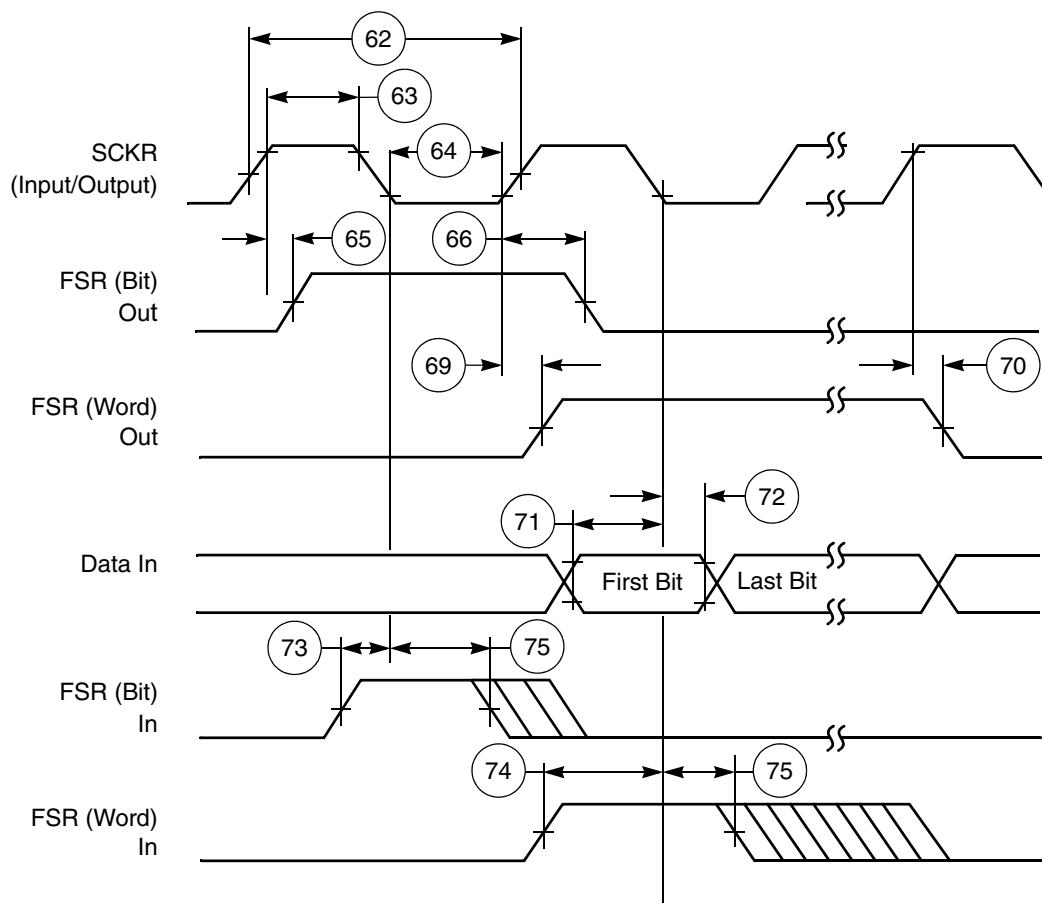 62
63
SCKR
(Input/Output)
64
65
66
FSR (Bit)
Out
69
70
FSR (Word)
Out
71
72
Data In
First Bit
Last Bit
73
75
FSR (Bit)
In
74
75
FSR (Word)
In